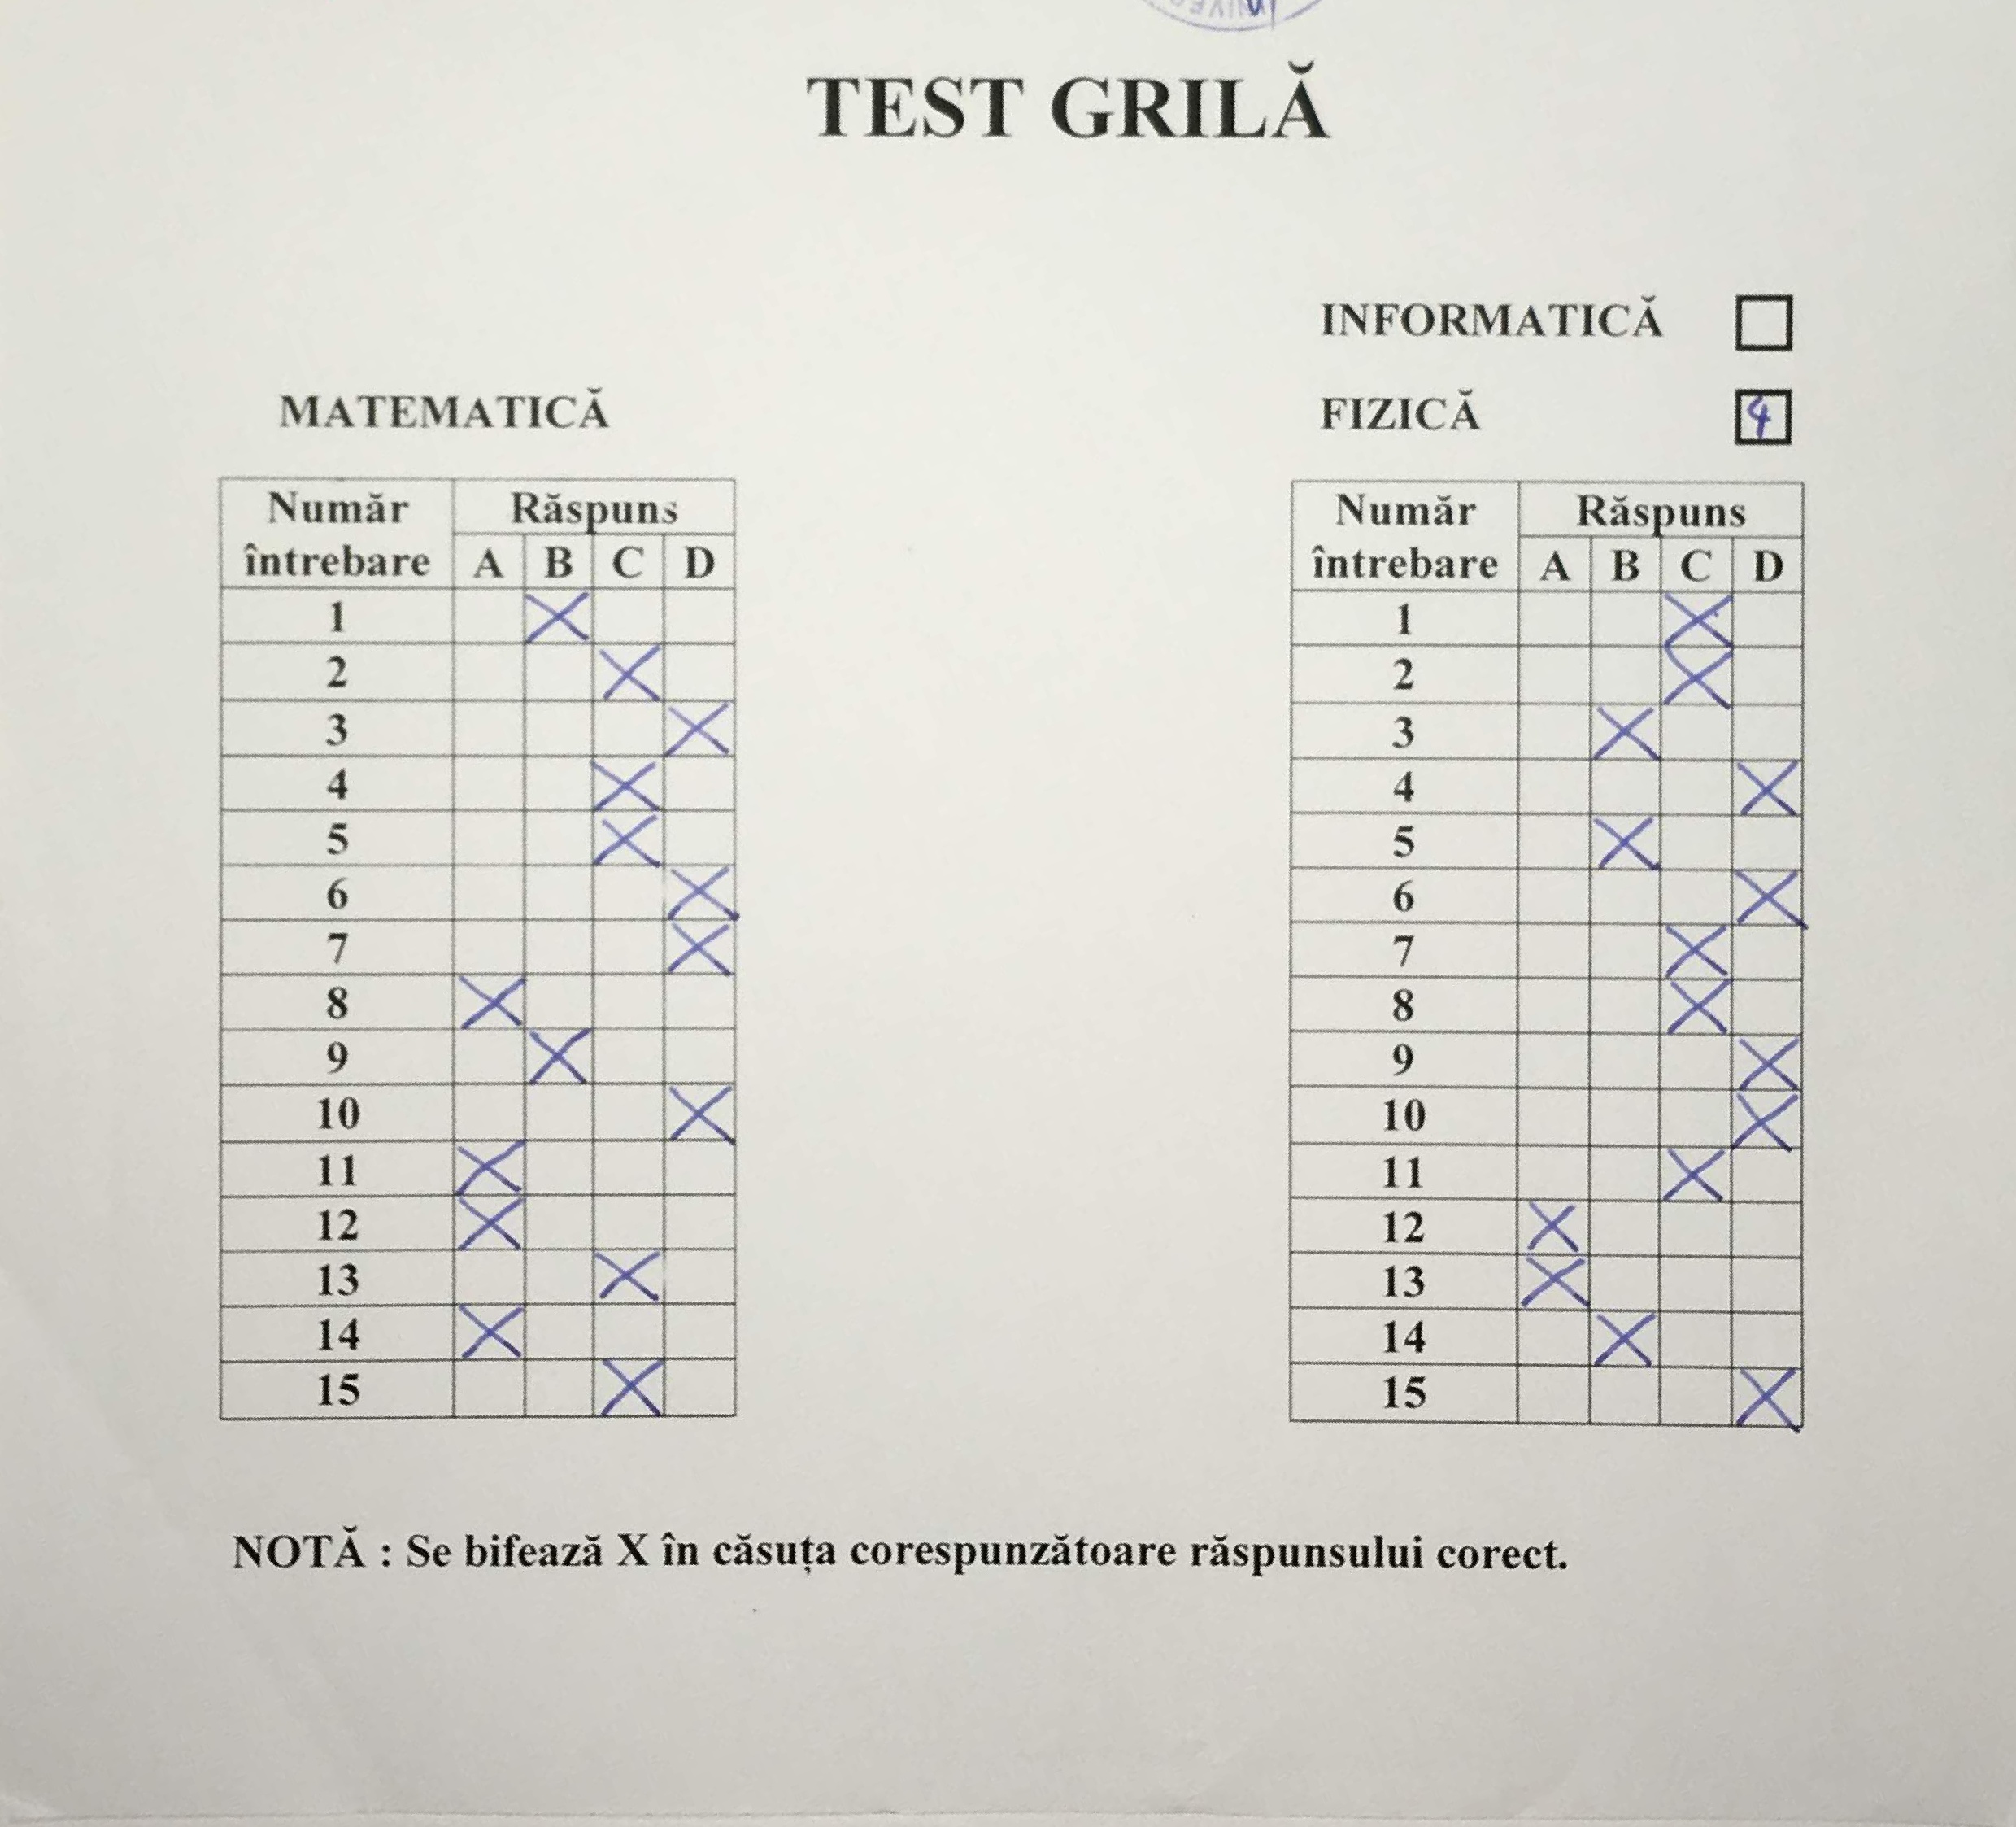 TEST GRILĂ
INFORMATICĂ
MATEMATICĂ
FIZICĂ 4
Număr întrebare Răspuns
A B C D
1 X
2 X
3 X
4 X
5 X
6 X
7 X
8 X
9 X
10 X
11 X
12 X
13 X
14 X
15 X
Număr întrebare Răspuns
A B C D
1 X
2 X
3 X
4 X
5 X
6 X
7 X
8 X
9 X
10 X
11 X
12 X
13 X
14 X
15 X
NOTĂ : Se bifează X în căsuța corespunzătoare răspunsului corect.